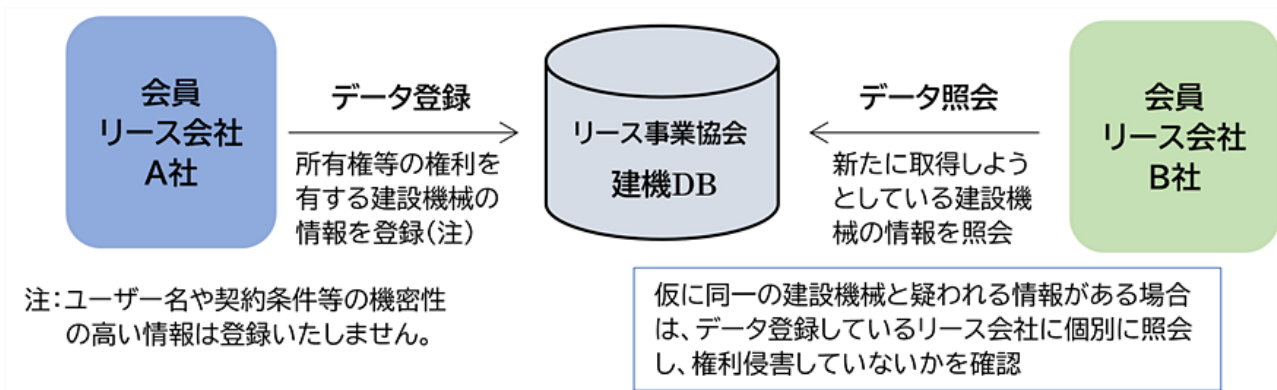 会員
リース会社
A社
データ登録
所有権等の権利を
有する建設機械の
情報を登録(注)
リース事業協会
建機DB
データ照会
新たに取得しよう
としている建設機
械の情報を照会
会員
リース会社
B社
注:ユーザー名や契約条件等の機密性
の高い情報は登録いたしません。
仮に同一の建設機械と疑われる情報がある場合
は、データ登録しているリース会社に個別に照会
し、権利侵害していないかを確認